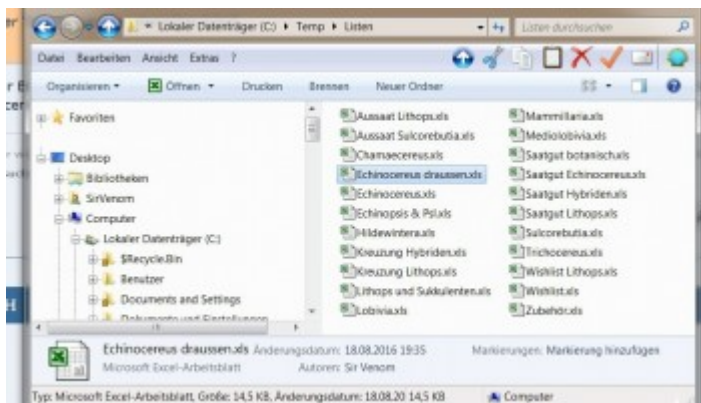 Lokaler Datenträger (C:) Temp Listen
Listen durchsuchen
Datei Bearbeiten Ansicht Extras ?
Organisieren Öffnen Drucken Brennen Neuer Ordner
Favoriten
Desktop
Bibliotheken
SirVenom
Computer
Lokaler Datenträger (C:)
$Recycle.Bin
Benutzer
Documents and Settings
Dokumente und Einstellungen
Aussaat Lithops.xls
Aussaat Sulcorebutia.xls
Chamaecereus.xls
Echinocereus draussen.xls
Echinocereus.xls
Echinopsis & Psl.xls
Hildewintera.xls
Kreuzung Hybriden.xls
Kreuzung Lithops.xls
Lithops und Sukkulenten.xls
Lobivia.xls
Mammillaria.xls
Mediolobivia.xls
Saatgut botanisch.xls
Saatgut Echinocereus.xls
Saatgut Hybriden.xls
Saatgut Lithops.xls
Sulcorebutia.xls
Trichocereus.xls
Wishlist Lithops.xls
Wishlist.xls
Zubehör.xls
Echinocereus draussen.xls Änderungsdatum: 18.08.2016 19:35 Markierungen: Markierung hinzufügen
Microsoft Excel-Arbeitsblatt Autoren: Sir Venom
Typ: Microsoft Excel-Arbeitsblatt, Größe: 14,5 KB, Änderungsdatum: 18.08.20 14,5 KB Computer